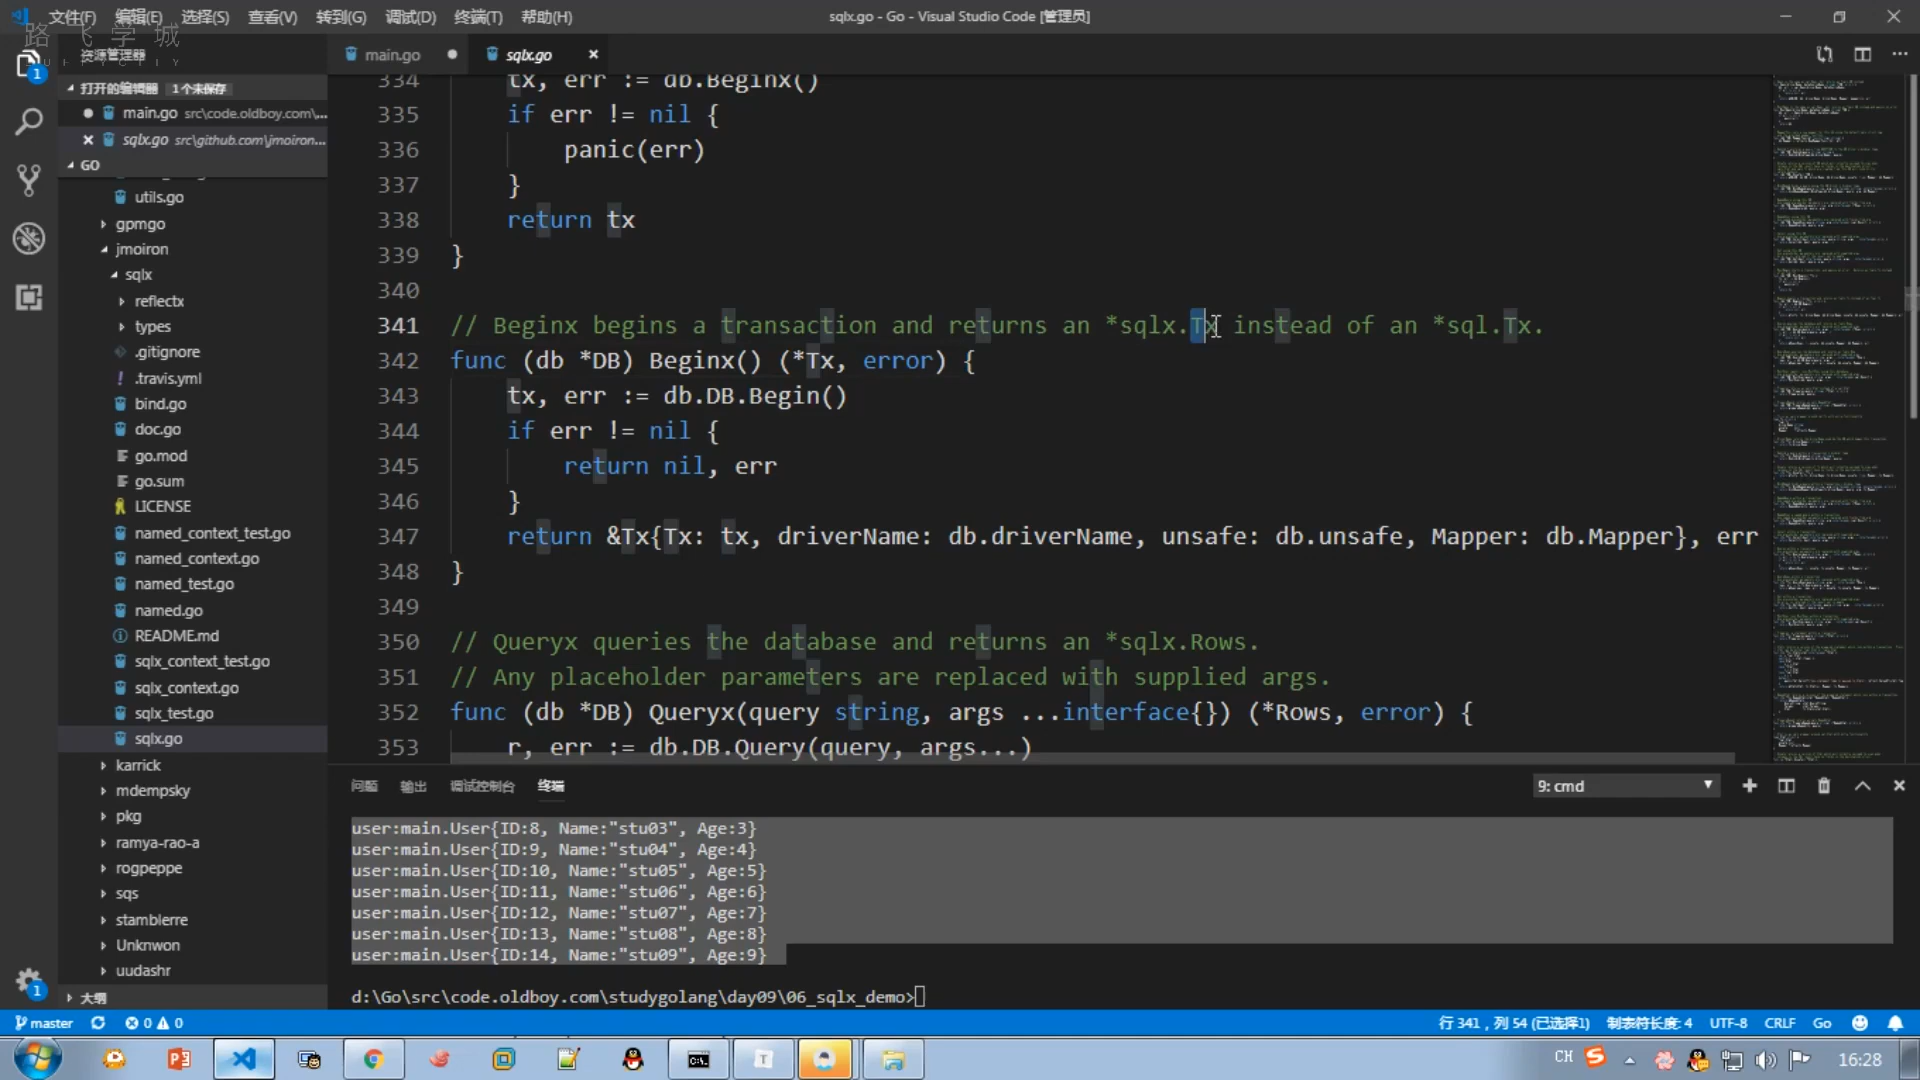 文件(F) 编辑(E) 选择(S) 查看(V) 转到(G) 调试(D) 终端(T) 帮助(H)
sqlx.go - Go - Visual Studio Code [管理员]
路飞学城
资源管理器
main.go
sqlx.go
打开的编辑器 1 个未保存
main.go src\code.oldboy.com\...
sqlx.go src\github.com\jmoiron...
GO
utils.go
gpmgo
jmoiron
sqlx
reflectx
types
.gitignore
.travis.yml
bind.go
doc.go
go.mod
go.sum
LICENSE
named_context_test.go
named_context.go
named_test.go
named.go
README.md
sqlx_context_test.go
sqlx_context.go
sqlx_test.go
sqlx.go
karrick
mdempsky
pkg
ramya-rao-a
rogpeppe
sqs
stamblerre
Unknwon
uudashr
大纲
334 tx, err := db.Beginx()
335 if err != nil {
336 panic(err)
337 }
338 return tx
339 }
340
341 // Beginx begins a transaction and returns an *sqlx.Tx instead of an *sql.Tx.
342 func (db *DB) Beginx() (*Tx, error) {
343 tx, err := db.DB.Begin()
344 if err != nil {
345 return nil, err
346 }
347 return &Tx{Tx: tx, driverName: db.driverName, unsafe: db.unsafe, Mapper: db.Mapper}, err
348 }
349
350 // Queryx queries the database and returns an *sqlx.Rows.
351 // Any placeholder parameters are replaced with supplied args.
352 func (db *DB) Queryx(query string, args ...interface{}) (*Rows, error) {
353 r, err := db.DB.Query(query, args...)
问题 输出 调试控制台 终端
9: cmd
user:main.User{ID:8, Name:"stu03", Age:3}
user:main.User{ID:9, Name:"stu04", Age:4}
user:main.User{ID:10, Name:"stu05", Age:5}
user:main.User{ID:11, Name:"stu06", Age:6}
user:main.User{ID:12, Name:"stu07", Age:7}
user:main.User{ID:13, Name:"stu08", Age:8}
user:main.User{ID:14, Name:"stu09", Age:9}
d:\Go\src\code.oldboy.com\studygolang\day09\06_sqlx_demo>
master 0 0
行 341，列 54 (已选择1) 制表符长度: 4 UTF-8 CRLF Go
CH
16:28